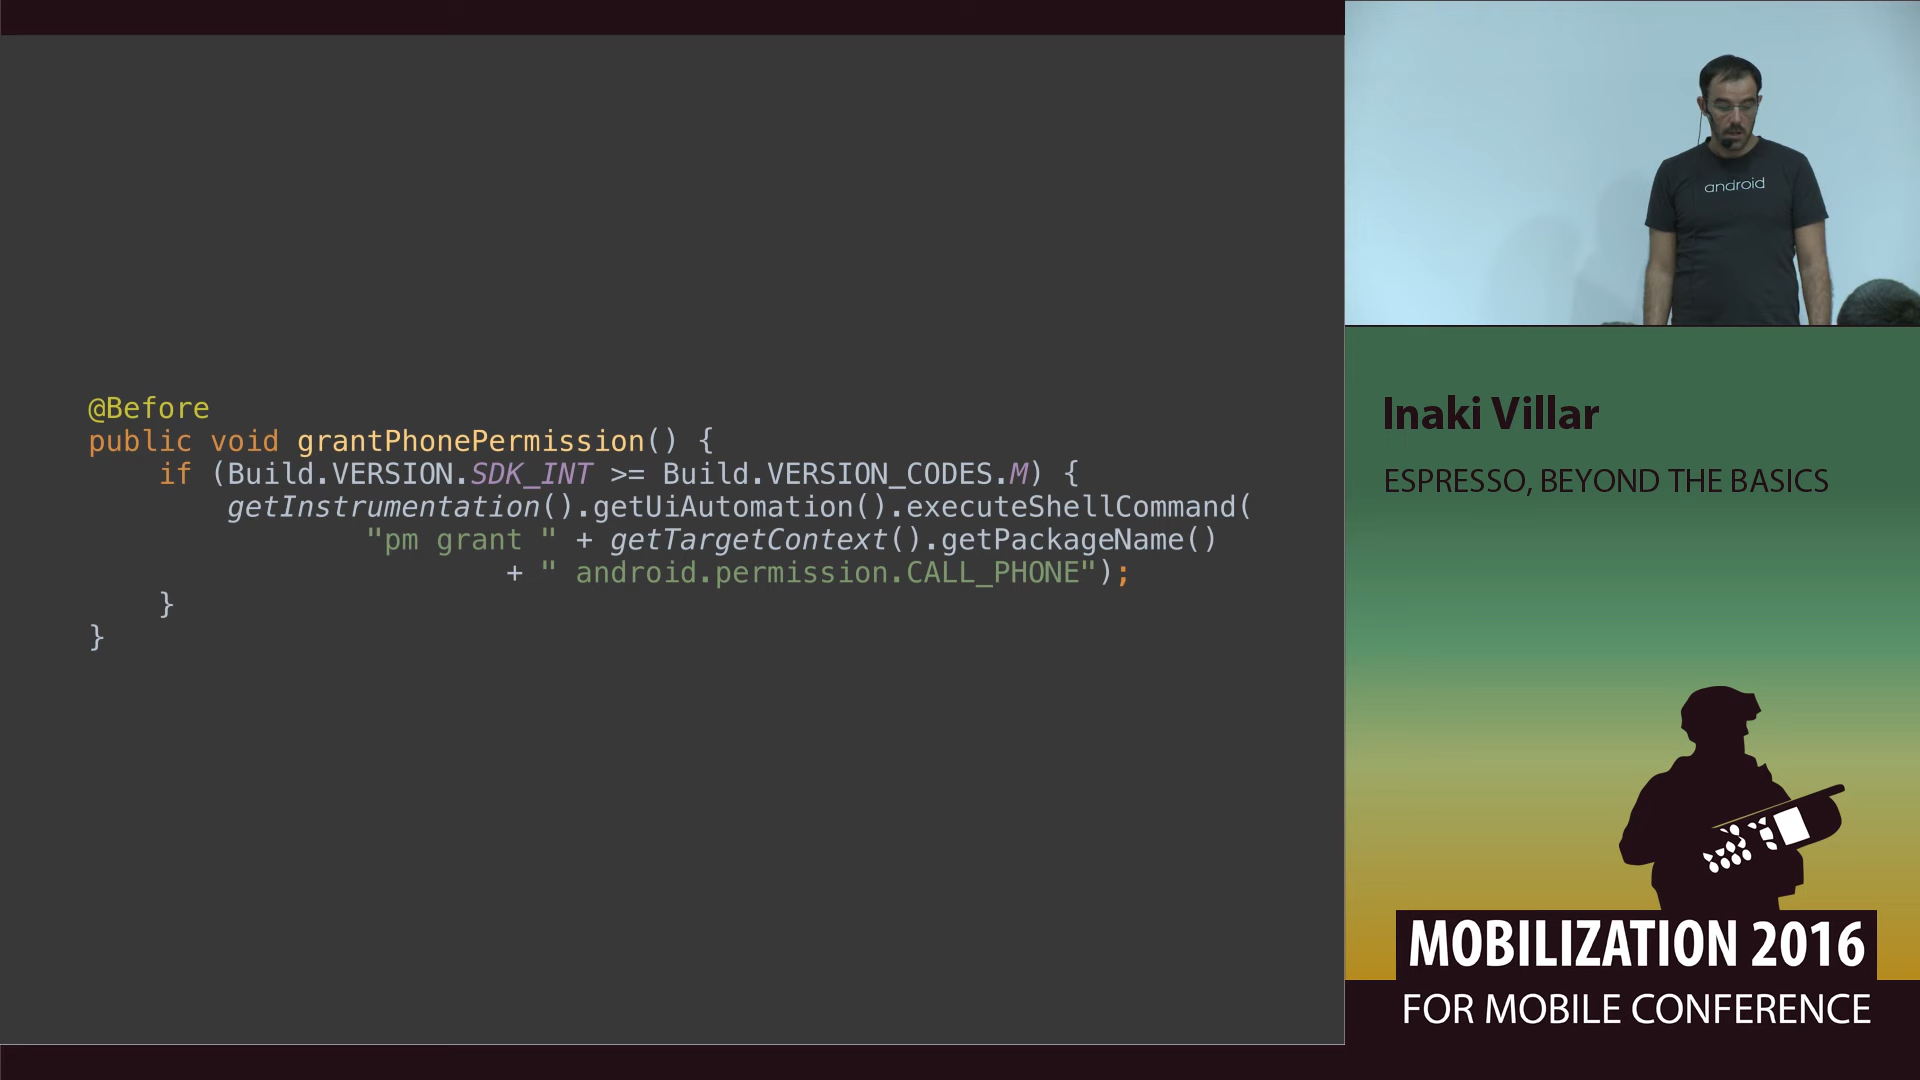 @Before
public void grantPhonePermission() {
if (Build.VERSION.SDK_INT >= Build.VERSION_CODES.M) {
getInstrumentation().getUiAutomation().executeShellCommand(
"pm grant " + getTargetContext().getPackageName()
+ " android.permission.CALL_PHONE");
}
}
android
Inaki Villar
ESPRESSO, BEYOND THE BASICS
MOBILIZATION 2016
FOR MOBILE CONFERENCE